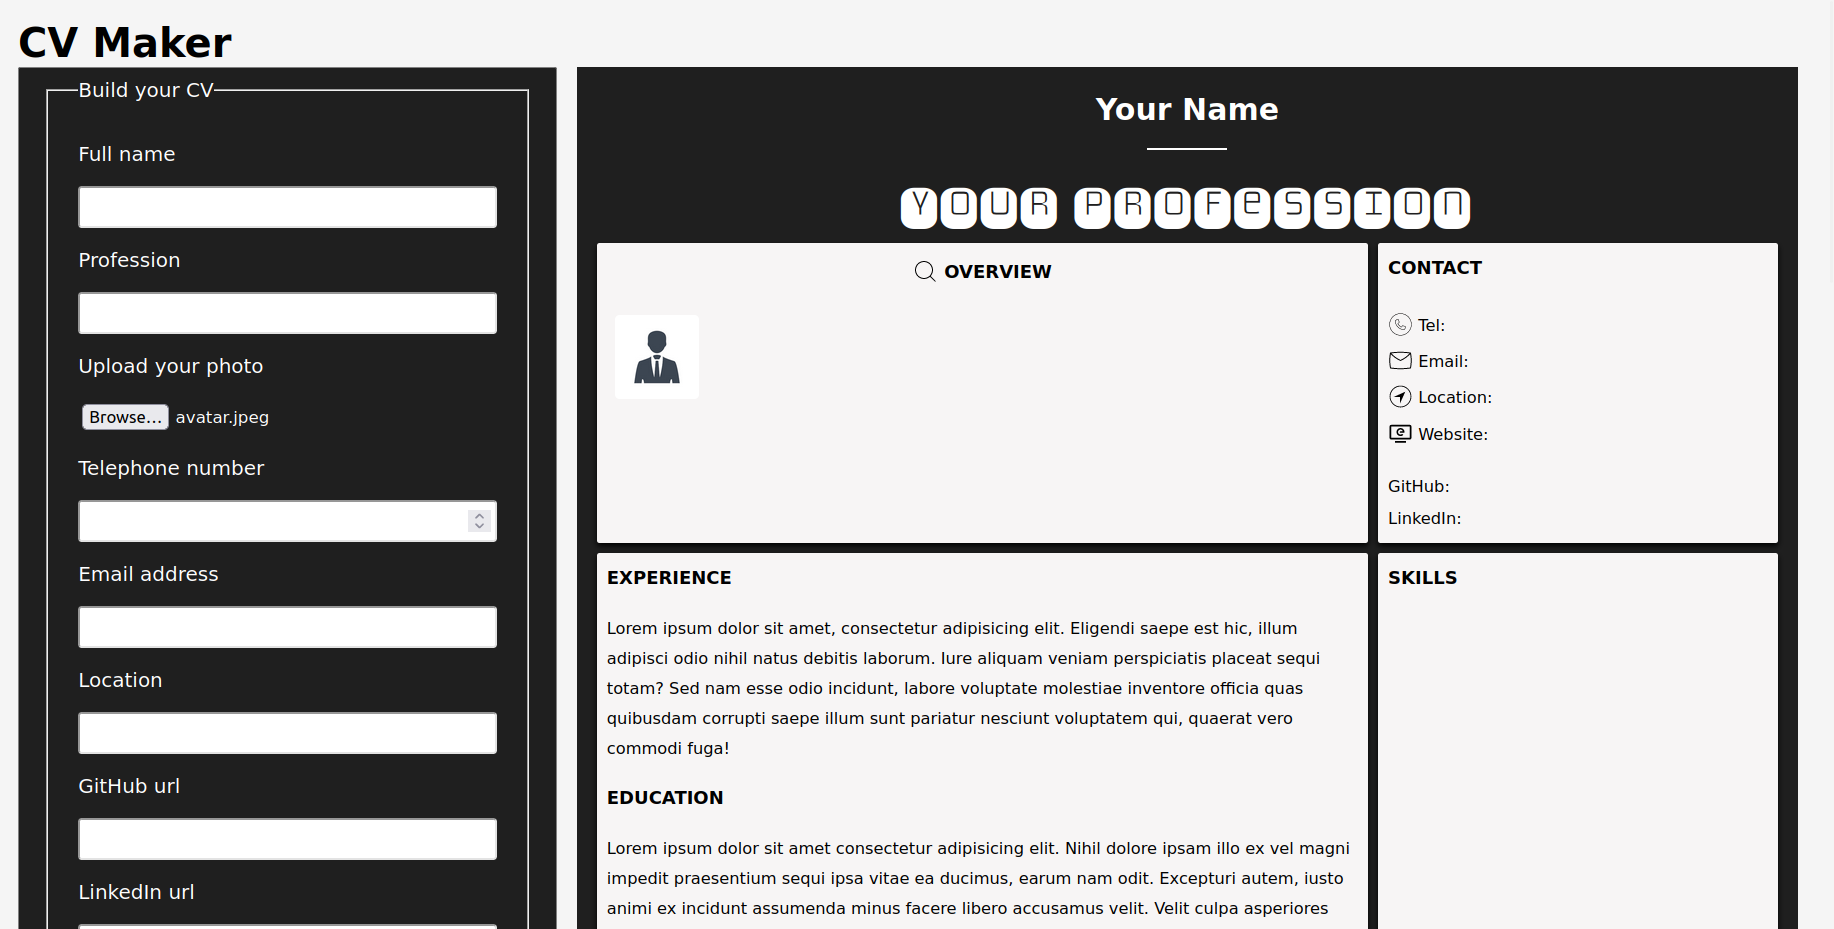 CV Maker
Build your CV
Full name
Profession
Upload your photo
Browse... avatar.jpeg
Telephone number
Email address
Location
GitHub url
LinkedIn url
Your Name
YOUR PROFESSION
OVERVIEW
CONTACT
Tel:
Email:
Location:
Website:
GitHub:
LinkedIn:
EXPERIENCE
Lorem ipsum dolor sit amet, consectetur adipisicing elit. Eligendi saepe est hic, illum
adipisci odio nihil natus debitis laborum. Iure aliquam veniam perspiciatis placeat sequi
totam? Sed nam esse odio incidunt, labore voluptate molestiae inventore officia quas
quibusdam corrupti saepe illum sunt pariatur nesciunt voluptatem qui, quaerat vero
commodi fuga!
EDUCATION
Lorem ipsum dolor sit amet consectetur adipisicing elit. Nihil dolore ipsam illo ex vel magni
impedit praesentium sequi ipsa vitae ea ducimus, earum nam odit. Excepturi autem, iusto
animi ex incidunt assumenda minus facere libero accusamus velit. Velit culpa asperiores
SKILLS